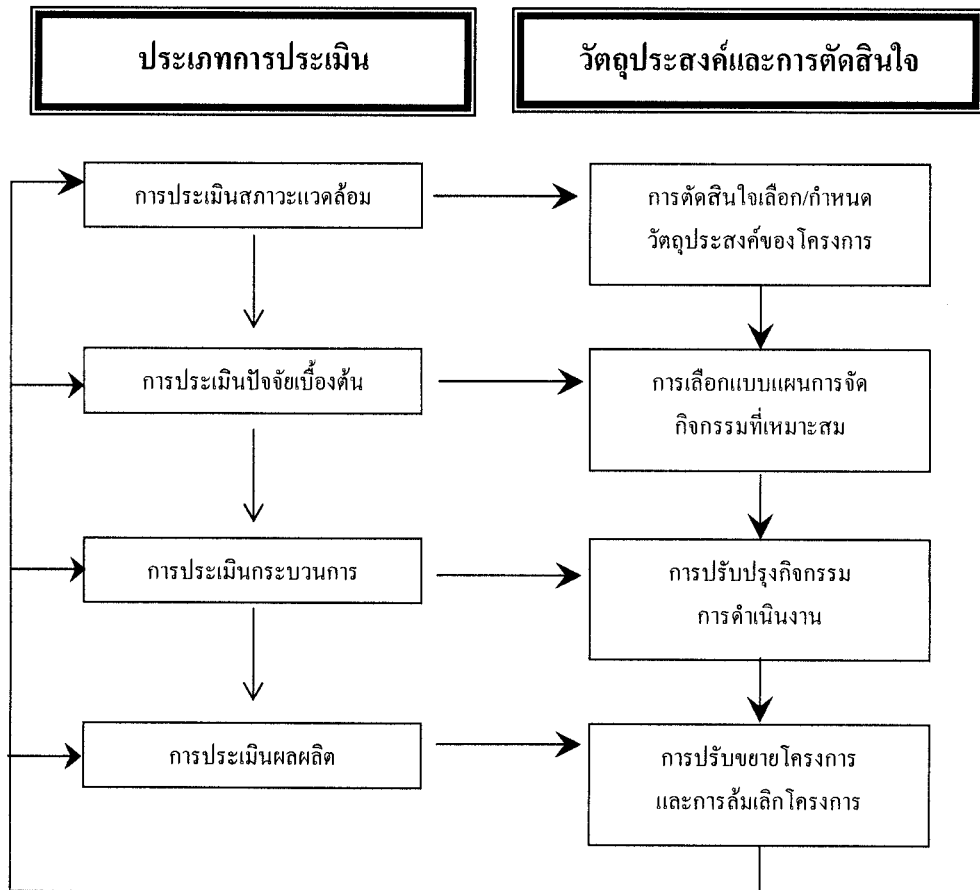 ประเภทการประเมิน
วัตถุประสงค์และการตัดสินใจ
การประเมินสภาวะแวดล้อม
การตัดสินใจเลือก/กำหนด
วัตถุประสงค์ของโครงการ
การประเมินปัจจัยเบื้องต้น
การเลือกแบบแผนการจัด
กิจกรรมที่เหมาะสม
การประเมินกระบวนการ
การปรับปรุงกิจกรรม
การดำเนินงาน
การประเมินผลผลิต
การปรับขยายโครงการ
และการล้มเลิกโครงการ